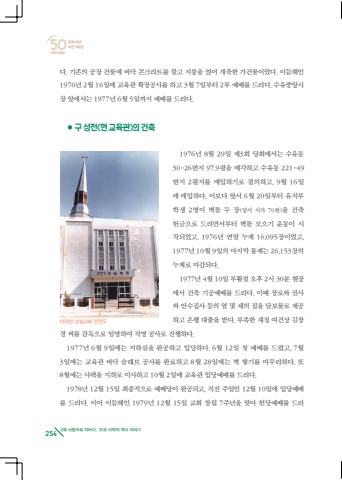 50
다. 기존의 공장 건물에 바닥 콘크리트를 깔고 지붕을 얹어 개축한 가건물이었다. 이듬해인
1976년 2월 16일에 교육관 확장공사를 하고 3월 7일부터 2부 예배를 드리다. 수유중앙시
장 앞에서는 1977년 6월 5일까지 예배를 드리다.
● 구 성전(현 교육관)의 건축
1976년 8월 29일 제3회 당회에서는 수유동
30-26번지 97.9평을 매각하고 수유동 221-49
번지 2필지를 매입하기로 결의하고, 9월 16일
에 매입하다. 이보다 앞서 6월 20일부터 유치부
학생 2명이 벽돌 두 장(당시 시가 70원)을 건축
헌금으로 드리면서부터 벽돌 모으기 운동이 시
작되었고, 1976년 연말 누계 16,095장이었고,
1977년 10월 9일의 마지막 통계는 26,153장의
누계로 마감되다.
1977년 4월 10일 부활절 오후 2시 30분 현장
에서 건축 기공예배를 드리다. 이때 장로와 권사
와 안수집사 등의 열 몇 세의 집을 담보물로 제공
하고 은행 대출을 받다. 부족한 재정 여건상 김창
경 씨를 감독으로 임명하여 직영 공사로 진행하다.
1977년 6월 9일에는 지하실을 완공하고 입당하다. 6월 12일 첫 예배를 드렸고, 7월
3일에는 교육관 바닥 슬래브 공사를 완료하고 8월 28일에는 벽 쌓기를 마무리하다. 또
8월에는 사택을 지하로 이사하고 10월 2일에 교육관 입당예배를 드리다.
1978년 12월 15일 최종적으로 예배당이 완공되고, 직전 주일인 12월 10일에 입당예배
를 드리다. 이어 이듬해인 1979년 12월 15일 교회 창립 7주년을 맞아 헌당예배를 드리
254